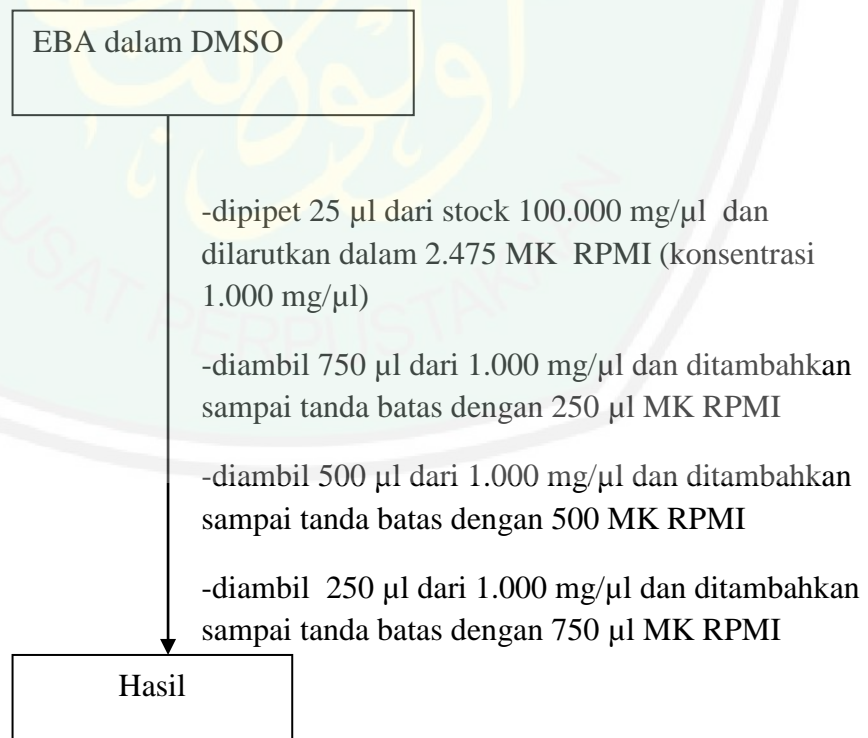 EBA dalam DMSO
-dipipet 25 µl dari stock 100.000 mg/µl dan
dilarutkan dalam 2.475 MK RPMI (konsentrasi
1.000 mg/µl)
-diambil 750 µl dari 1.000 mg/µl dan ditambahkan
sampai tanda batas dengan 250 µl MK RPMI
-diambil 500 µl dari 1.000 mg/µl dan ditambahkan
sampai tanda batas dengan 500 MK RPMI
-diambil 250 µl dari 1.000 mg/µl dan ditambahkan
sampai tanda batas dengan 750 µl MK RPMI
Hasil
PUSAT PERPUSTAKAAN